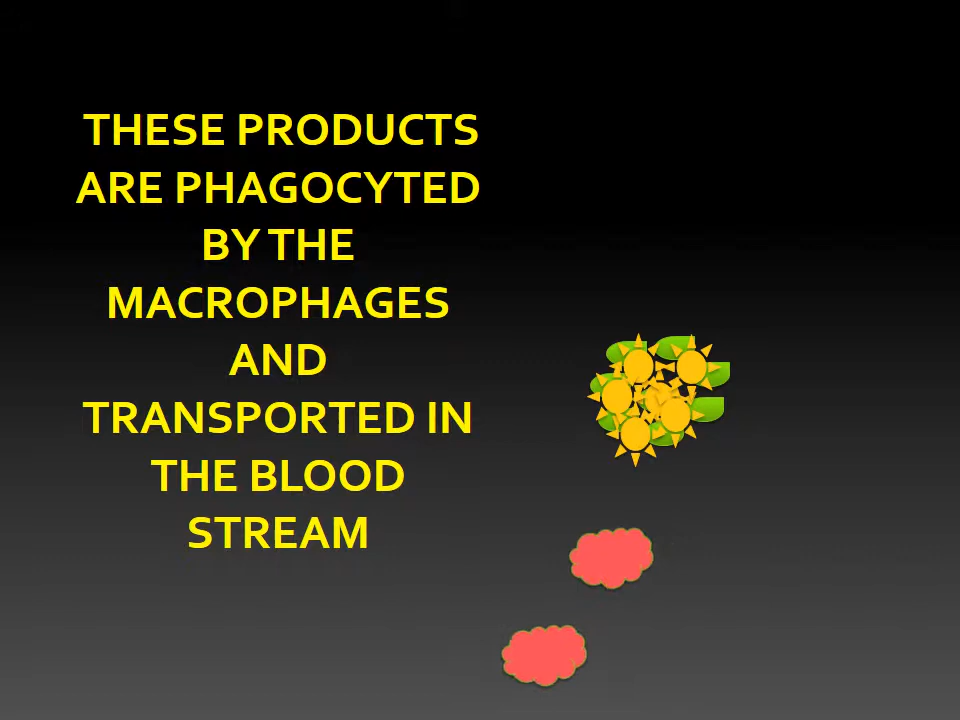 THESE PRODUCTS
ARE PHAGOCYTED
BY THE
MACROPHAGES
AND
TRANSPORTED IN
THE BLOOD
STREAM